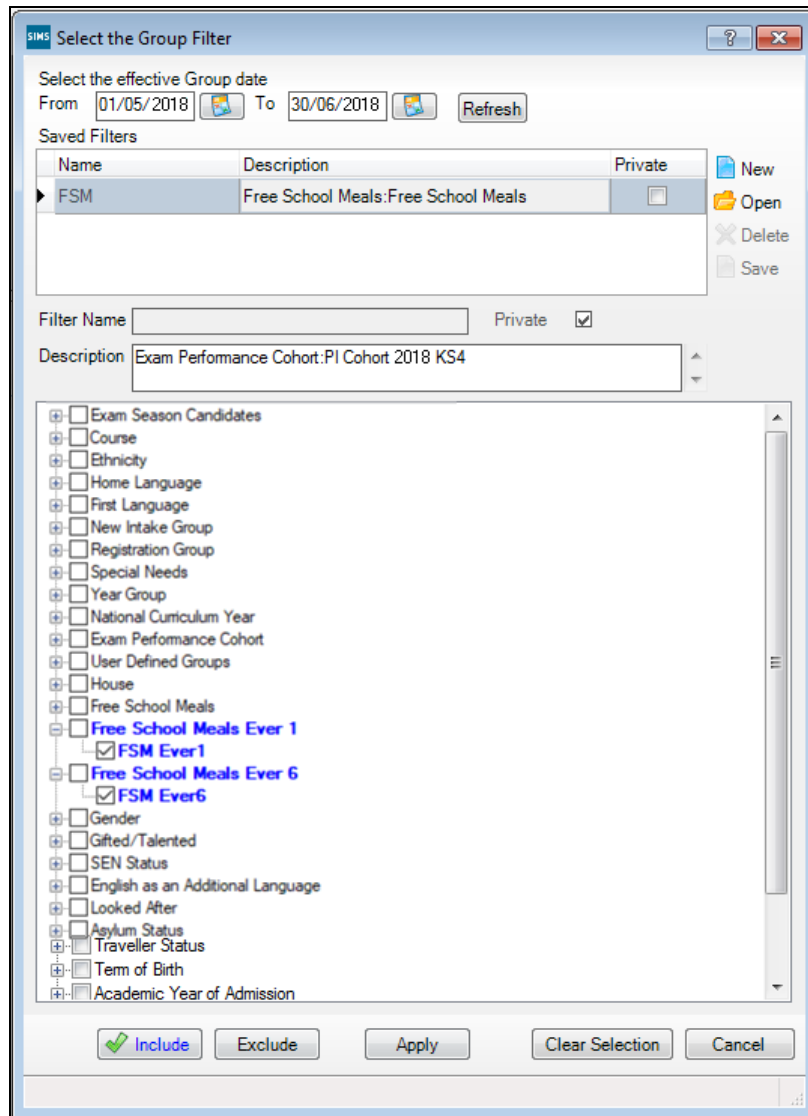 SIMS Select the Group Filter ?
Select the effective Group date
From 01/05/2018 To 30/06/2018 Refresh
Saved Filters
Name Description Private
FSM Free School Meals:Free School Meals
New
Open
Delete
Save
Filter Name Private
Description Exam Performance Cohort:PI Cohort 2018 KS4
Exam Season Candidates
Course
Ethnicity
Home Language
First Language
New Intake Group
Registration Group
Special Needs
Year Group
National Curriculum Year
Exam Performance Cohort
User Defined Groups
House
Free School Meals
Free School Meals Ever 1
FSM Ever1
Free School Meals Ever 6
FSM Ever6
Gender
Gifted/Talented
SEN Status
English as an Additional Language
Looked After
Asylum Status
Traveller Status
Term of Birth
Academic Year of Admission
Include Exclude Apply Clear Selection Cancel